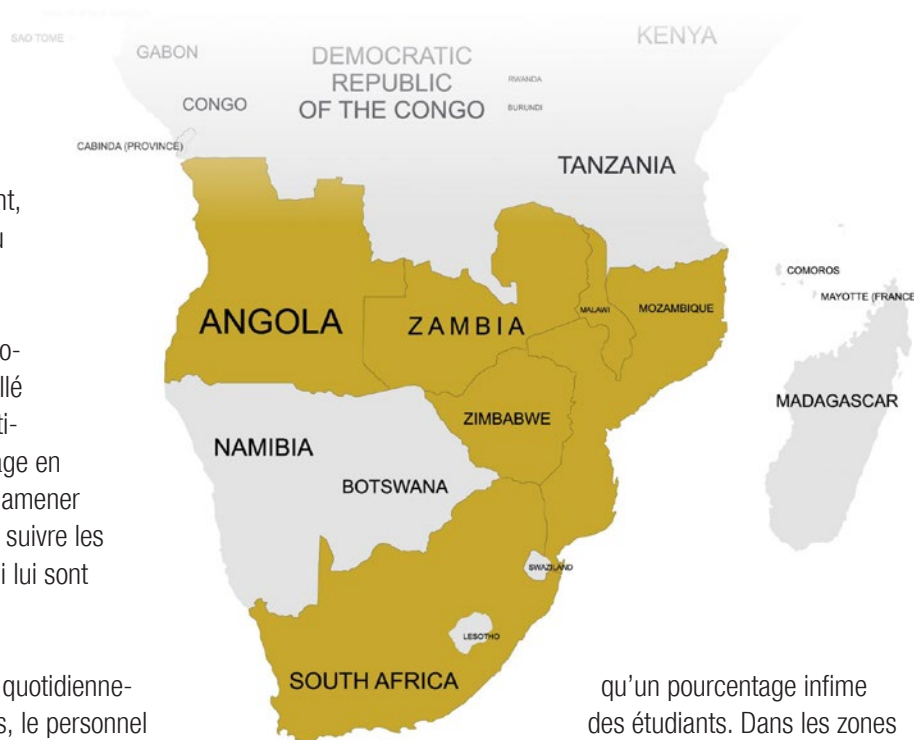 SAO TOME
GABON
DEMOCRATIC
REPUBLIC
OF THE CONGO
KENYA
RWANDA
CONGO
BURUNDI
CABINDA (PROVINCE)
TANZANIA
COMOROS
MAYOTTE (FRANCE
ANGOLA
ZAMBIA
MALAWI
MOZAMBIQUE
MADAGASCAR
ZIMBABWE
NAMIBIA
BOTSWANA
SWAZILAND
LESOTHO
SOUTH AFRICA
nt,
u
o-
llé
ti-
age en
amener
suivre les
i lui sont
quotidienne-
s, le personnel
qu’un pourcentage infime
des étudiants. Dans les zones